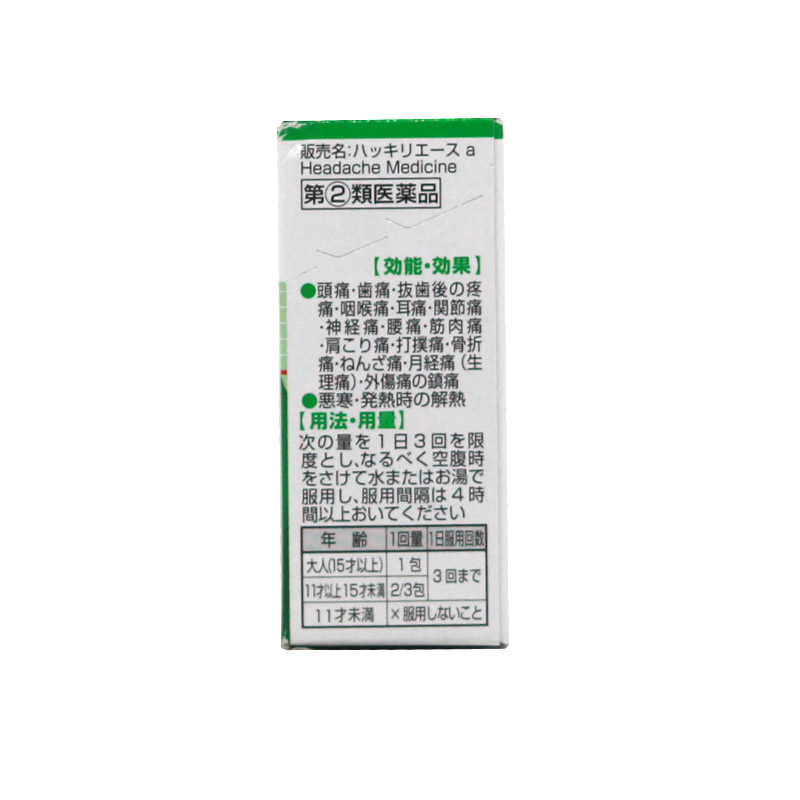 販売名:ハッキリエース a
Headache Medicine
第②類医薬品
【効能・効果】
●頭痛・歯痛・抜歯後の疼
痛・咽喉痛・耳痛・関節痛
・神経痛・腰痛・筋肉痛
・肩こり痛・打撲痛・骨折
痛・ねんざ痛・月経痛(生
理痛)・外傷痛の鎮痛
●悪寒・発熱時の解熱
【用法・用量】
次の量を1日3回を限
度とし、なるべく空腹時
をさけて水またはお湯で
服用し、服用間隔は4時
間以上おいてください
年 齢 1回量 1日服用回数
大人(15才以上) 1包 3回まで
11才以上15才未満 2/3包
11才未満 ×服用しないこと